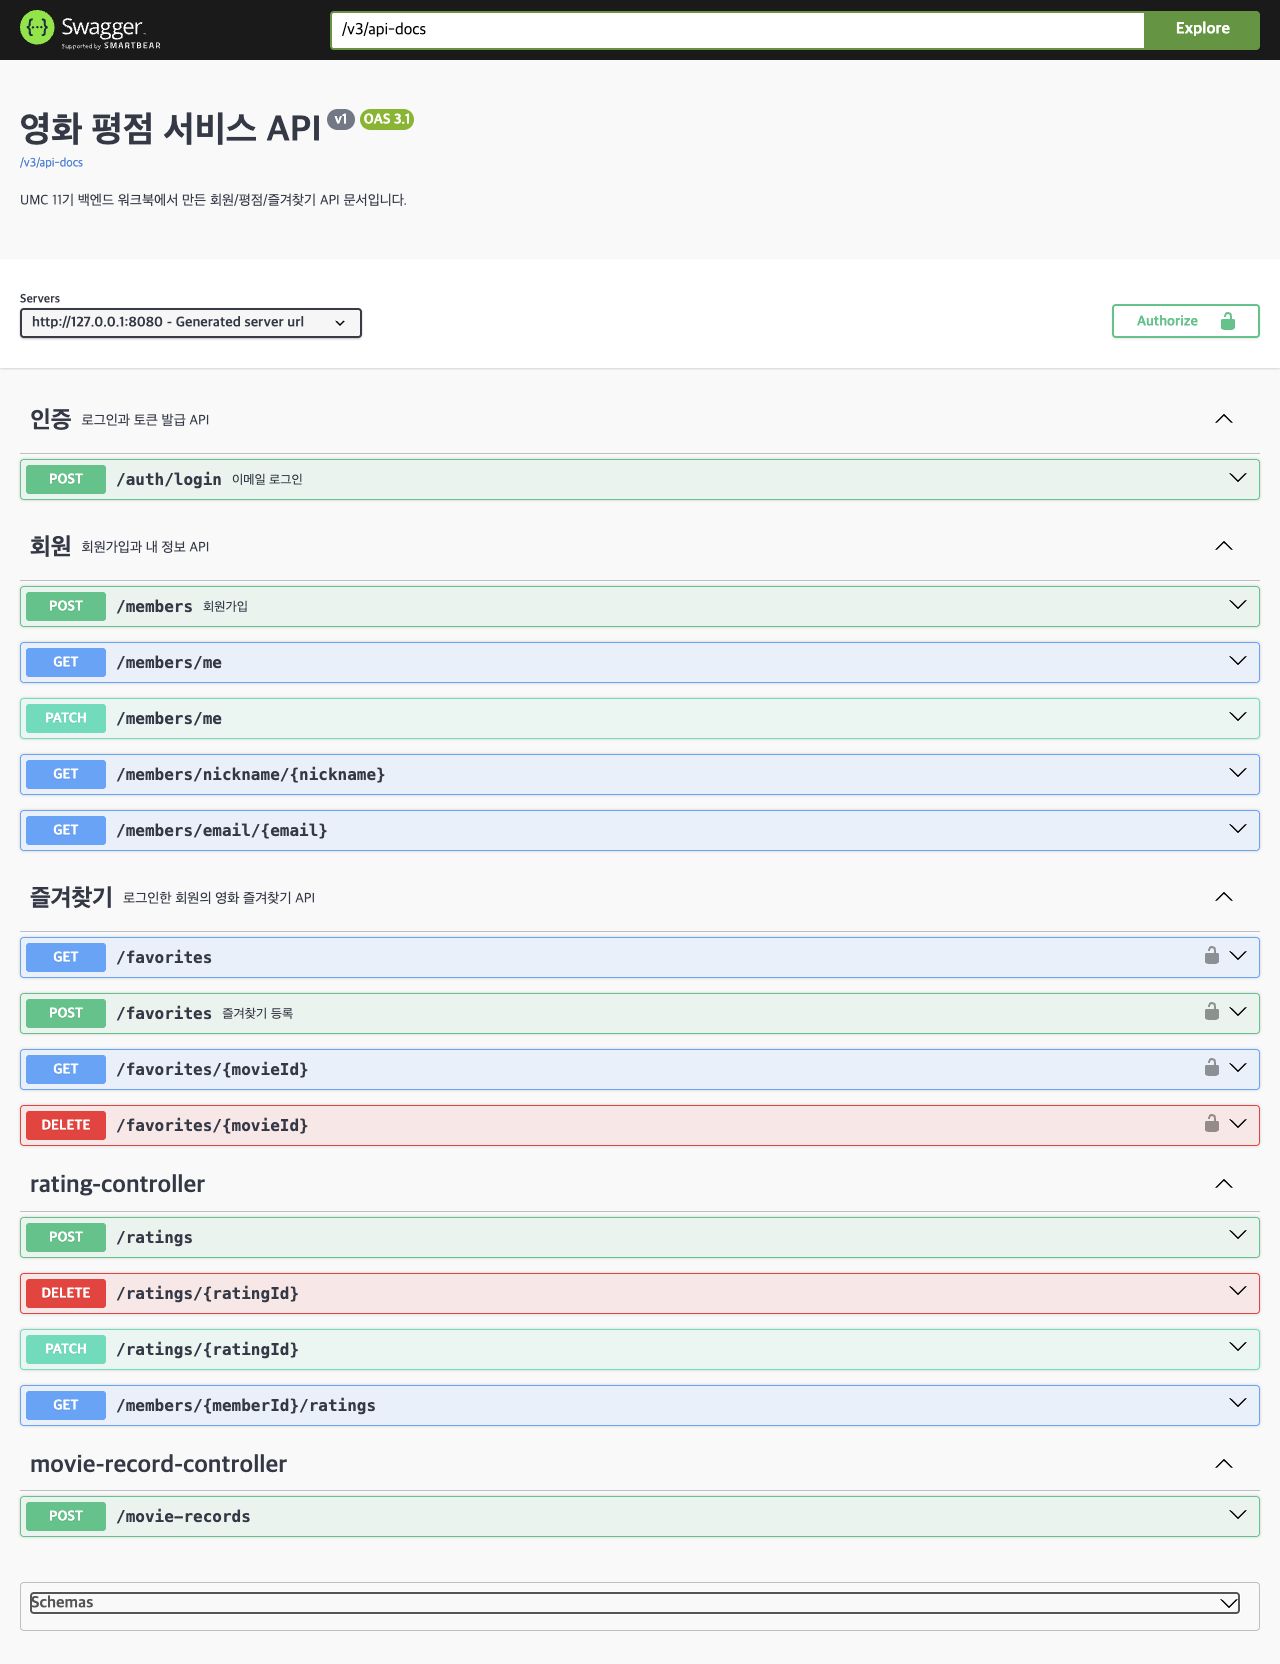 Swagger.
Supported by SMARTBEAR
/v3/api-docs
Explore
영화 평점 서비스 API v1 OAS 3.1
/v3/api-docs
UMC 11기 백엔드 워크북에서 만든 회원/평점/즐겨찾기 API 문서입니다.
Servers
http://127.0.0.1:8080 - Generated server url
Authorize
인증 로그인과 토큰 발급 API
POST /auth/login 이메일 로그인
회원 회원가입과 내 정보 API
POST /members 회원가입
GET /members/me
PATCH /members/me
GET /members/nickname/{nickname}
GET /members/email/{email}
즐겨찾기 로그인한 회원의 영화 즐겨찾기 API
GET /favorites
POST /favorites 즐겨찾기 등록
GET /favorites/{movieId}
DELETE /favorites/{movieId}
rating-controller
POST /ratings
DELETE /ratings/{ratingId}
PATCH /ratings/{ratingId}
GET /members/{memberId}/ratings
movie-record-controller
POST /movie-records
Schemas